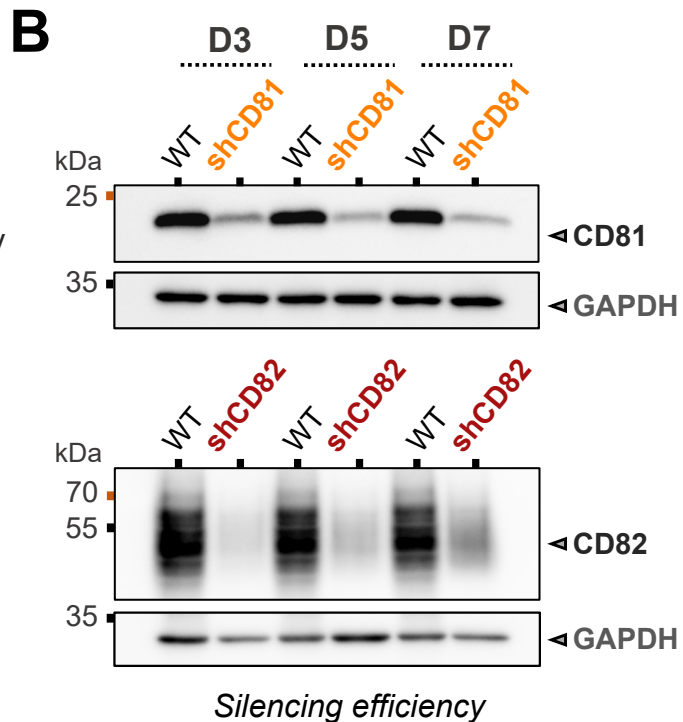 B
D3 D5 D7
WT shCD81 WT shCD81 WT shCD81
kDa
25
y
CD81
35
GAPDH
WT shCD82 WT shCD82 WT shCD82
kDa
70
55
CD82
35
GAPDH
Silencing efficiency